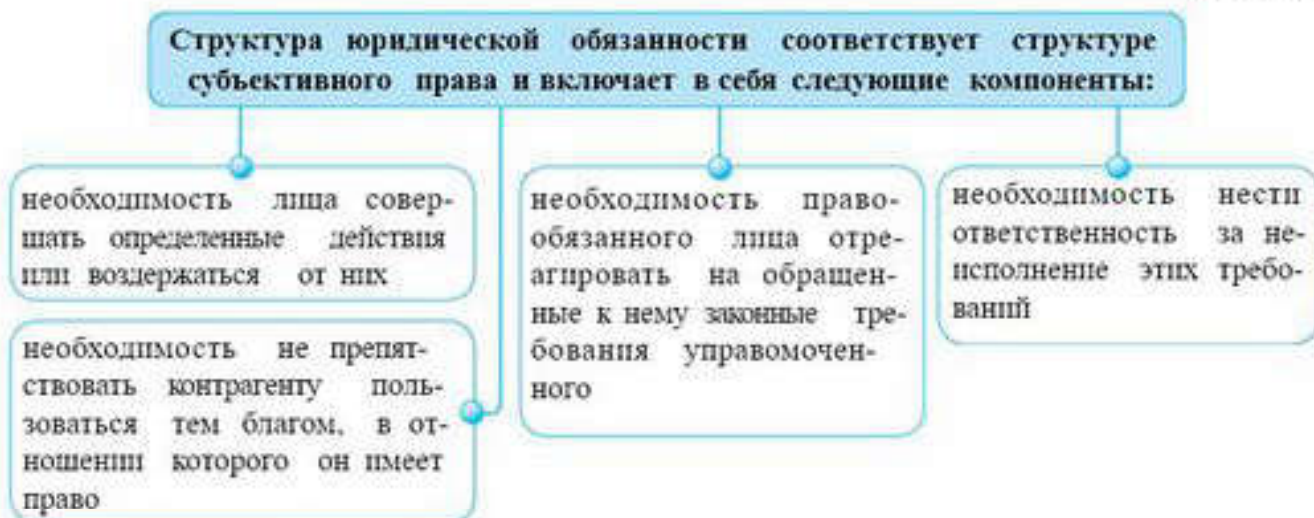 Структура юридической обязанности соответствует структуре
субъективного права и включает в себя следующие компоненты:
необходимость лица совер-
шать определенные действия
или воздержаться от них
необходимость не препят-
ствовать контрагенту поль-
зоваться тем благом, в от-
ношении которого он имеет
право
необходимость право-
обязанного лица отре-
агировать на обращен-
ные к нему законные тре-
бования управомочен-
ного
необходимость нести
ответственность за не-
исполнение этих требо-
ваний